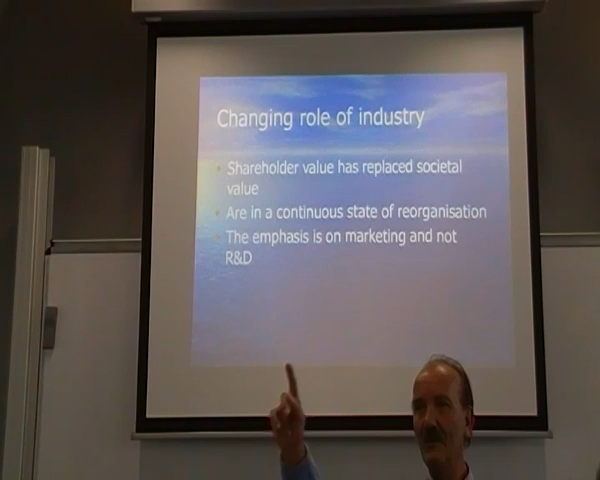 Changing role of industry
Shareholder value has replaced societal
value
Are in a continuous state of reorganisation
The emphasis is on marketing and not
R&D